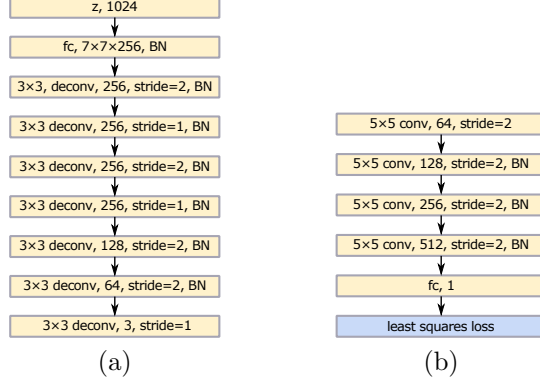 z, 1024
fc, 7×7×256, BN
3×3, deconv, 256, stride=2, BN
3×3 deconv, 256, stride=1, BN
3×3 deconv, 256, stride=2, BN
3×3 deconv, 256, stride=1, BN
3×3 deconv, 128, stride=2, BN
3×3 deconv, 64, stride=2, BN
3×3 deconv, 3, stride=1
(a)
5×5 conv, 64, stride=2
5×5 conv, 128, stride=2, BN
5×5 conv, 256, stride=2, BN
5×5 conv, 512, stride=2, BN
fc, 1
least squares loss
(b)